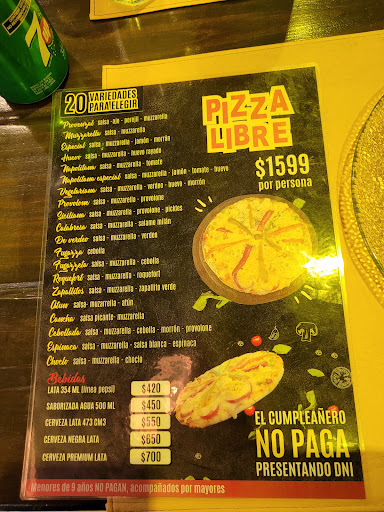 7
20 VARIEDADES
PARA ELEGIR
Provenzal salsa - ajo - perejil - muzzarella
Muzzarella salsa - muzzarella
Especial salsa - muzzarella - jamón - morrón
Huevo salsa - muzzarella - huevo rayado
Napolitana salsa - muzzarella - tomate
Napolitana especial salsa - muzzarella - jamón - tomate - huevo
Vegetariana salsa - muzzarella - verdeo - huevo - morrón
Provolone salsa - muzzarella - provolone
Siciliana salsa - muzzarella - provolone - pickles
Calabresa salsa - muzzarella - salame milán
De verdeo salsa - muzzarella - verdeo
Fugazza cebolla
Fugazzeta salsa - muzzarella - cebolla
Roquefort salsa - muzzarella - roquefort
Zapallitos salsa - muzzarella - zapallito verde
Atún salsa - muzzarella - atún
Cancha salsa picante - muzzarella
Cebollada salsa - muzzarella - cebolla - morrón - provolone
Espinaca salsa - muzzarella - salsa blanca - espinaca
Choclo salsa - muzzarella - choclo
Bebidas
LATA 354 ML (línea pepsi) $420
SABORIZADA AGUA 500 ML $450
CERVEZA LATA 473 CM3 $550
CERVEZA NEGRA LATA $650
CERVEZA PREMIUM LATA $700
PIZZA
LIBRE
$1599
por persona
EL CUMPLEAÑERO
NO PAGA
PRESENTANDO DNI
Menores de 9 años NO PAGAN, acompañados por mayores